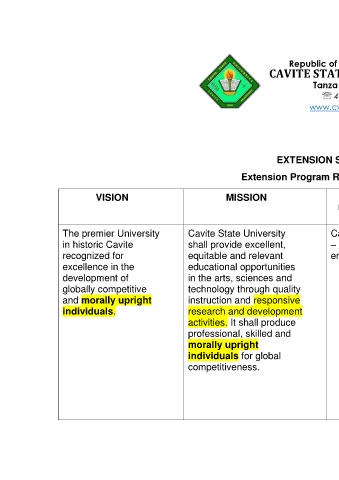 Republic of
CAVITE STAT
Tanza
☏ 4
www.cv
EXTENSION S
Extension Program R
VISION
MISSION
The premier University
in historic Cavite
recognized for
excellence in the
development of
globally competitive
and morally upright
individuals.
Cavite State University
shall provide excellent,
equitable and relevant
educational opportunities
in the arts, sciences and
technology through quality
instruction and responsive
research and development
activities. It shall produce
professional, skilled and
morally upright
individuals for global
competitiveness.
Ca
–
en